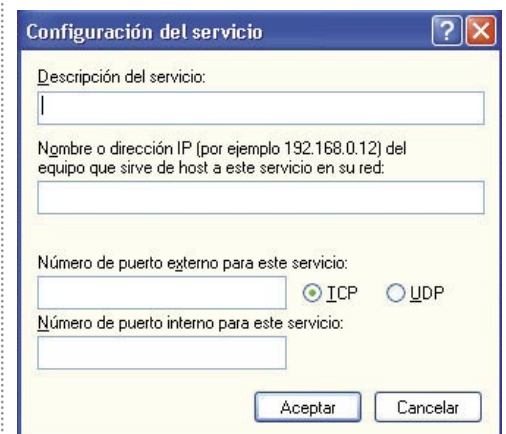 Configuración del servicio
Descripción del servicio:
Nombre o dirección IP (por ejemplo 192.168.0.12) del
equipo que sirve de host a este servicio en su red:
Número de puerto externo para este servicio:
TCP
UDP
Número de puerto interno para este servicio:
Aceptar
Cancelar